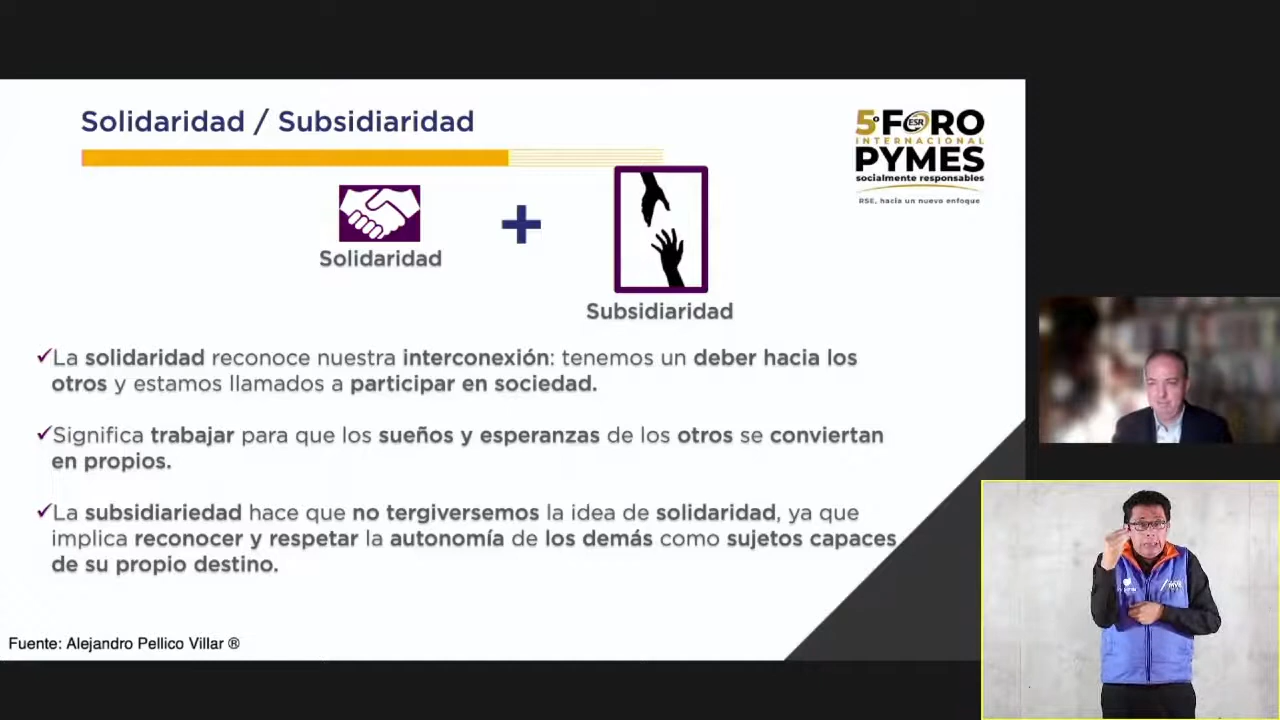 Solidaridad / Subsidiaridad
5º FORO
ESR
INTERNACIONAL
PYMES
socialmente responsables
RSE, hacia un nuevo enfoque
+
Solidaridad
Subsidiaridad
✓La solidaridad reconoce nuestra interconexión: tenemos un deber hacia los
otros y estamos llamados a participar en sociedad.
✓Significa trabajar para que los sueños y esperanzas de los otros se conviertan
en propios.
✓La subsidiariedad hace que no tergiversemos la idea de solidaridad, ya que
implica reconocer y respetar la autonomía de los demás como sujetos capaces
de su propio destino.
Fuente: Alejandro Pellico Villar ®